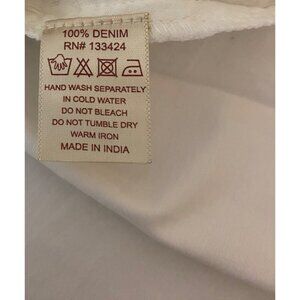 100% DENIM
RN# 133424
HAND WASH SEPARATELY
IN COLD WATER
DO NOT BLEACH
DO NOT TUMBLE DRY
WARM IRON
MADE IN INDIA